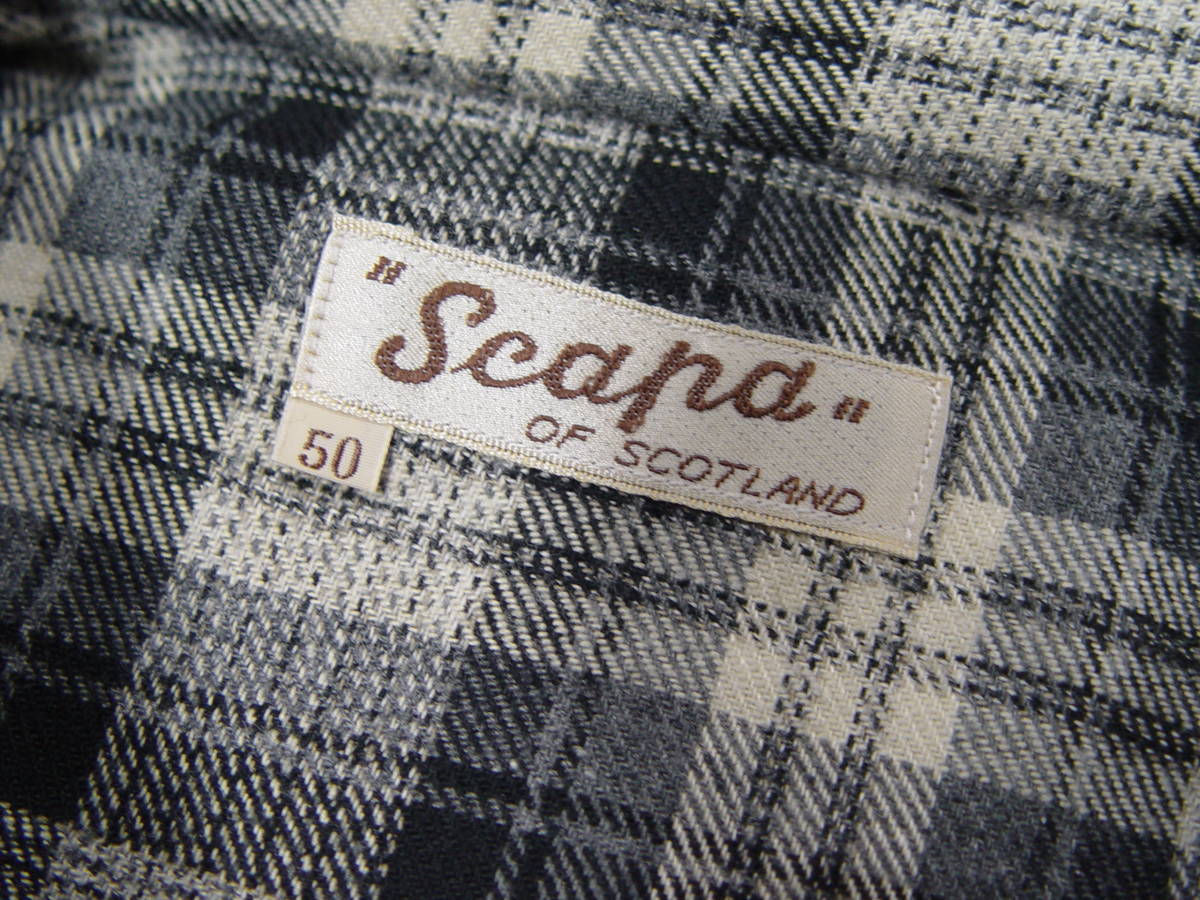 "Scapa"
OF SCOTLAND
50